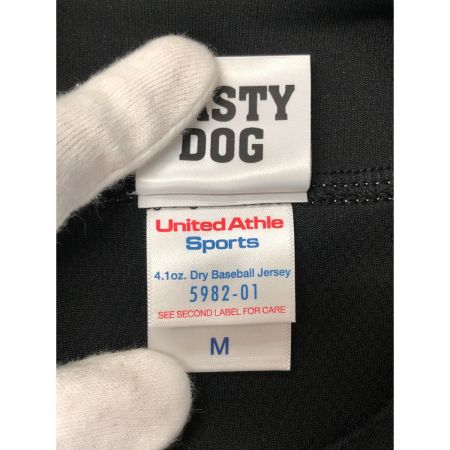 ASTY
DOG
United Athle
Sports
4.1oz. Dry Baseball Jersey
5982-01
SEE SECOND LABEL FOR CARE
M